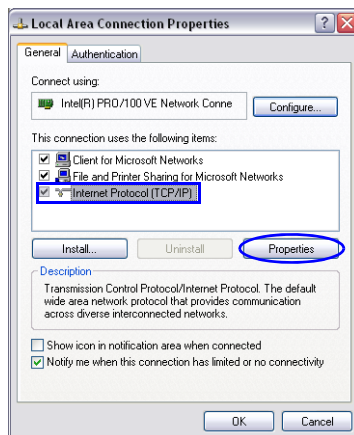 Local Area Connection Properties
General Authentication
Connect using:
Intel(R) PRO/100 VE Network Conne Configure...
This connection uses the following items:
Client for Microsoft Networks
File and Printer Sharing for Microsoft Networks
Internet Protocol (TCP/IP)
Install... Uninstall Properties
Description
Transmission Control Protocol/Internet Protocol. The default
wide area network protocol that provides communication
across diverse interconnected networks.
Show icon in notification area when connected
Notify me when this connection has limited or no connectivity
OK Cancel